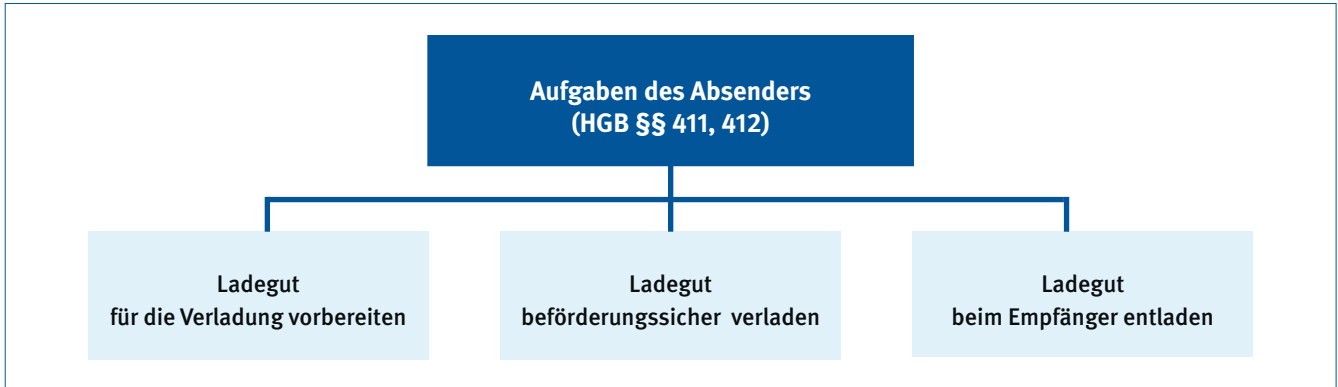 Aufgaben des Absenders
(HGB §§ 411, 412)
Ladegut
für die Verladung vorbereiten
Ladegut
beförderungssicher verladen
Ladegut
beim Empfänger entladen